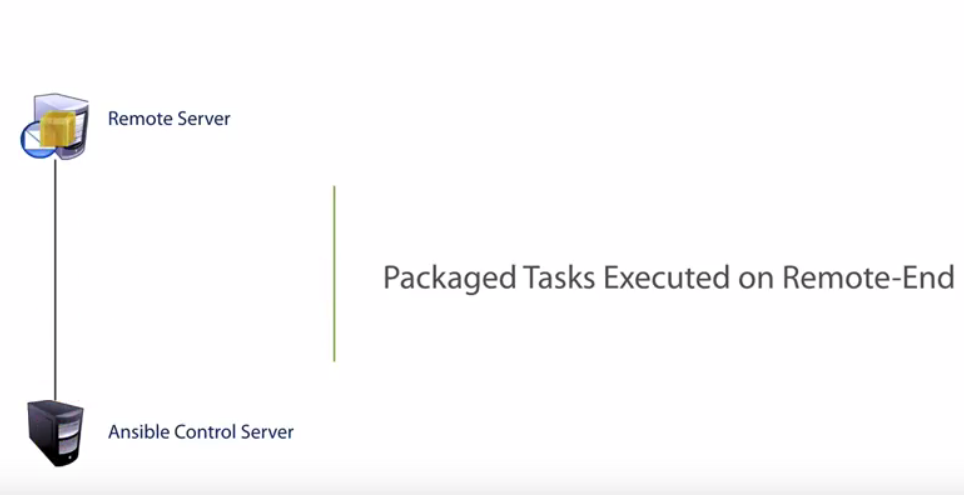 Remote Server
Packaged Tasks Executed on Remote-End
Ansible Control Server